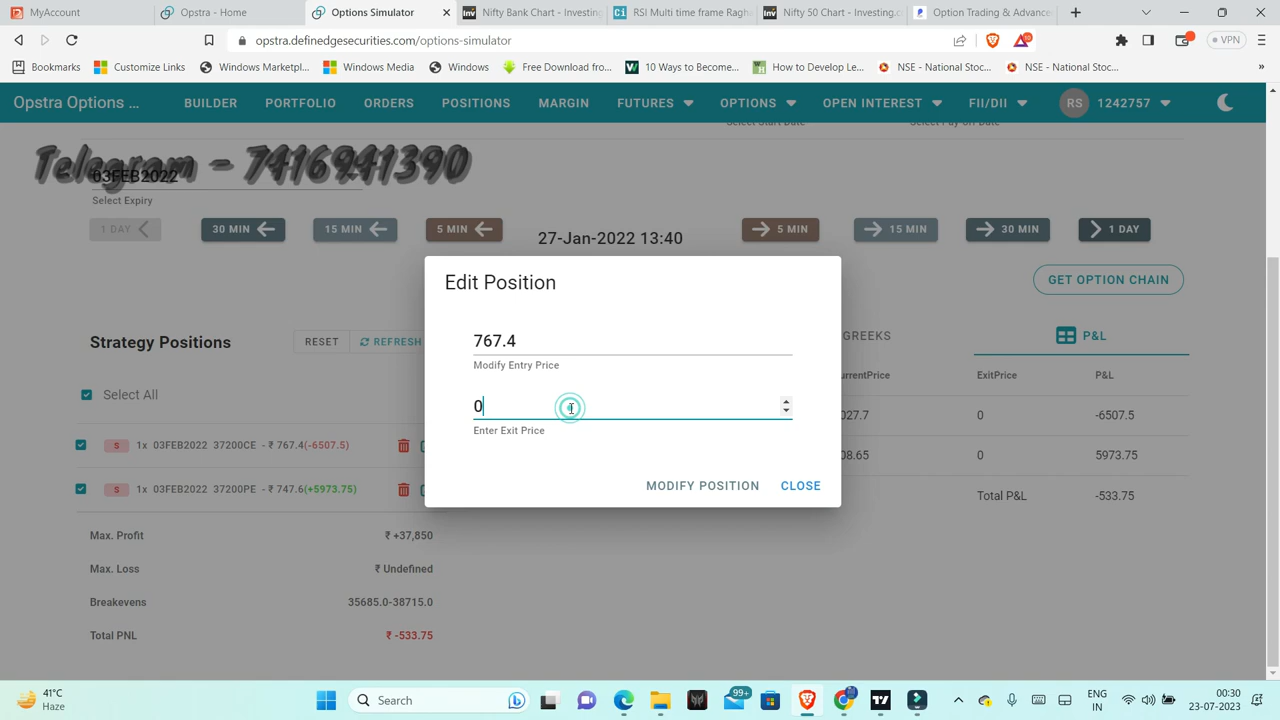 MyAccount
Opstra - Home
Options Simulator
Nifty Bank Chart - Investing
RSI Multi time frame Ragh
Nifty 50 Chart - Investing.c
Option Trading & Advance
opstra.definedgesecurities.com/options-simulator
10
VPN
Bookmarks
Customize Links
Windows Marketpl...
Windows Media
Windows
Free Download fro...
10 Ways to Become...
How to Develop Le...
NSE - National Stoc...
NSE - National Stoc...
Opstra Options ...
BUILDER
PORTFOLIO
ORDERS
POSITIONS
MARGIN
FUTURES
OPTIONS
OPEN INTEREST
FII/DII
RS
1242757
Select Start Date
Select Pay-Off Date
Telegram - 7416941390
03FEB2022
Select Expiry
1 DAY
30 MIN
15 MIN
5 MIN
27-Jan-2022 13:40
5 MIN
15 MIN
30 MIN
1 DAY
GET OPTION CHAIN
Edit Position
767.4
Modify Entry Price
0
Enter Exit Price
MODIFY POSITION
CLOSE
Strategy Positions
RESET
REFRESH
GREEKS
P&L
urrentPrice
ExitPrice
P&L
Select All
027.7
0
-6507.5
S 1x 03FEB2022 37200CE - ₹ 767.4(-6507.5)
08.65
0
5973.75
S 1x 03FEB2022 37200PE - ₹ 747.6(+5973.75)
Total P&L
-533.75
Max. Profit
₹ +37,850
Max. Loss
₹ Undefined
Breakevens
35685.0-38715.0
Total PNL
₹ -533.75
41°C
Haze
Search
99+
ENG
IN
00:30
23-07-2023